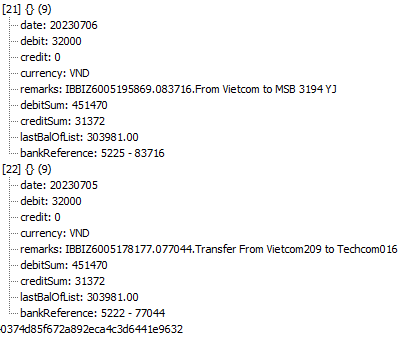 [21] {} (9)
date: 20230706
debit: 32000
credit: 0
currency: VND
remarks: IBBIZ6005195869.083716.From Vietcom to MSB 3194 YJ
debitSum: 451470
creditSum: 31372
lastBalOfList: 303981.00
bankReference: 5225 - 83716
[22] {} (9)
date: 20230705
debit: 32000
credit: 0
currency: VND
remarks: IBBIZ6005178177.077044.Transfer From Vietcom209 to Techcom016
debitSum: 451470
creditSum: 31372
lastBalOfList: 303981.00
bankReference: 5222 - 77044
0374d85f672a892eca4c3d6441e9632